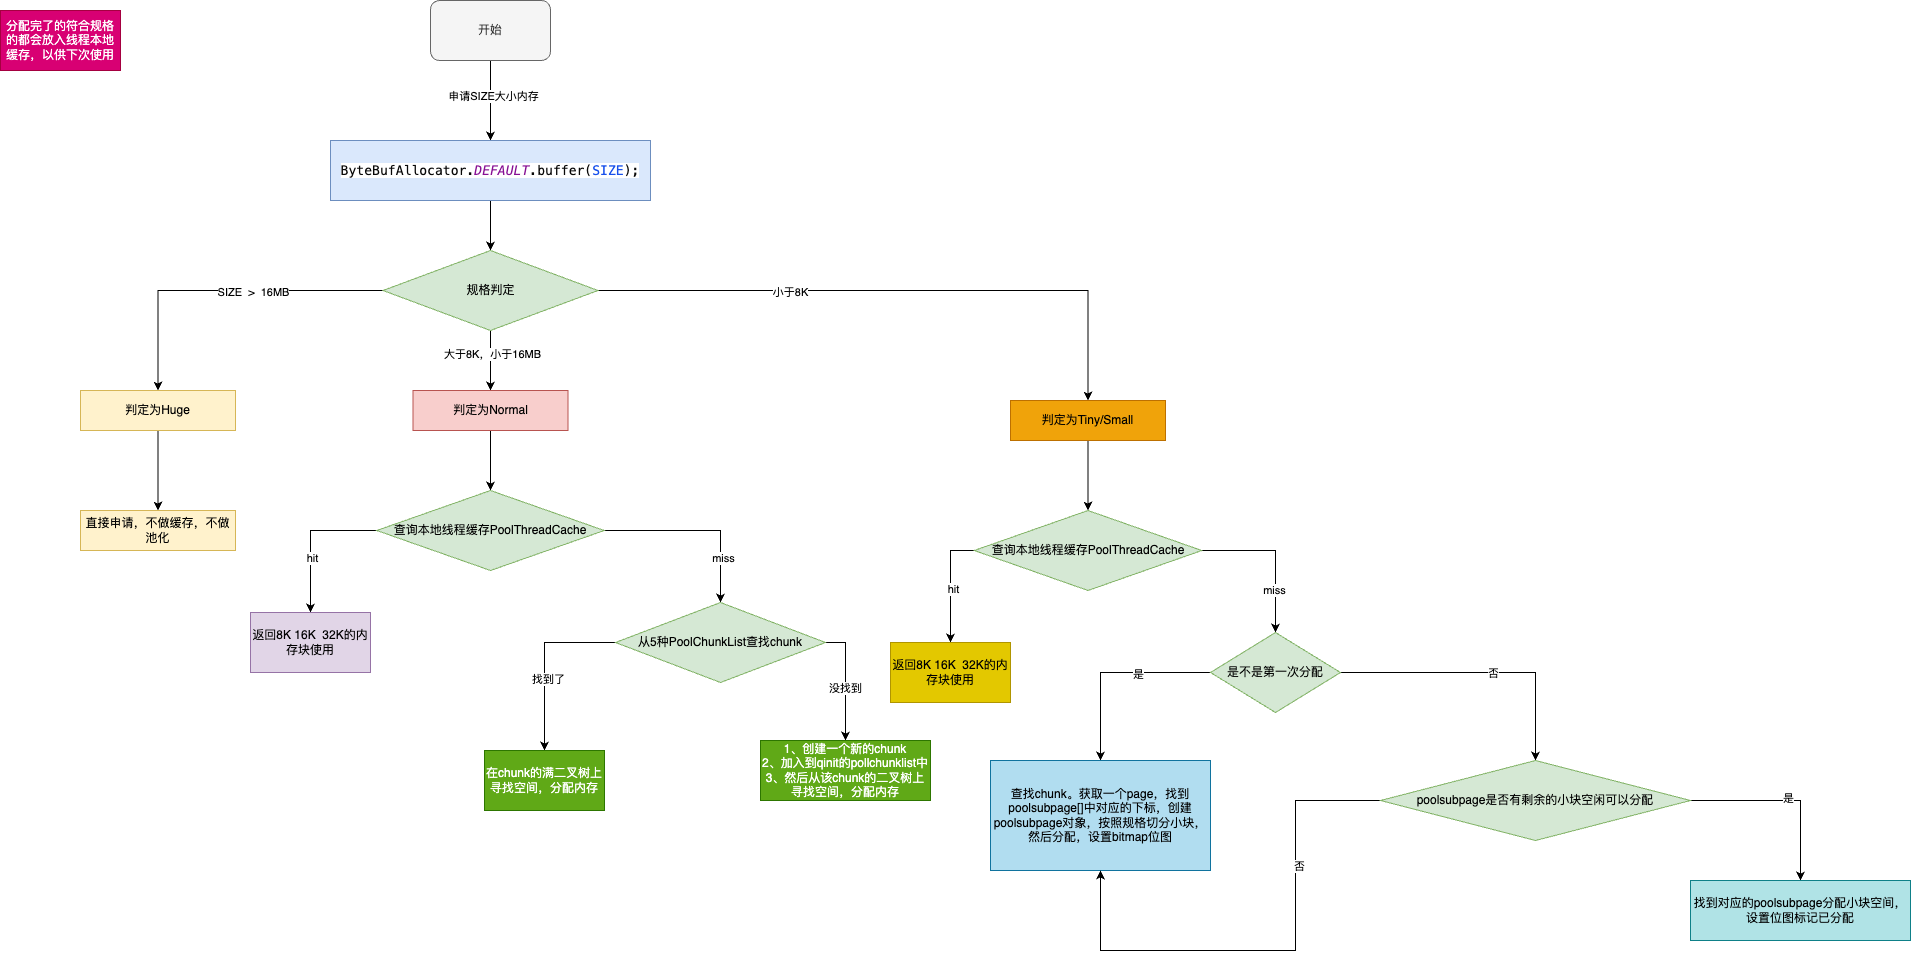 分配完了的符合规格
的都会放入线程本地
缓存，以供下次使用
开始
申请SIZE大小内存
ByteBufAllocator.DEFAULT.buffer(SIZE);
规格判定
SIZE > 16MB
小于8K
大于8K，小于16MB
判定为Huge
判定为Normal
判定为Tiny/Small
直接申请，不做缓存，不做
池化
查询本地线程缓存PoolThreadCache
hit
miss
返回8K 16K 32K的内
存块使用
从5种PoolChunkList查找chunk
找到了
没找到
在chunk的满二叉树上
寻找空间，分配内存
1、创建一个新的chunk
2、加入到qinit的pollchunklist中
3、然后从该chunk的二叉树上
寻找空间，分配内存
查询本地线程缓存PoolThreadCache
hit
miss
返回8K 16K 32K的内
存块使用
是不是第一次分配
是
否
查找chunk。获取一个page，找到
poolsubpage[]中对应的下标，创建
poolsubpage对象，按照规格切分小块，
然后分配，设置bitmap位图
poolsubpage是否有剩余的小块空闲可以分配
是
否
找到对应的poolsubpage分配小块空间，
设置位图标记已分配